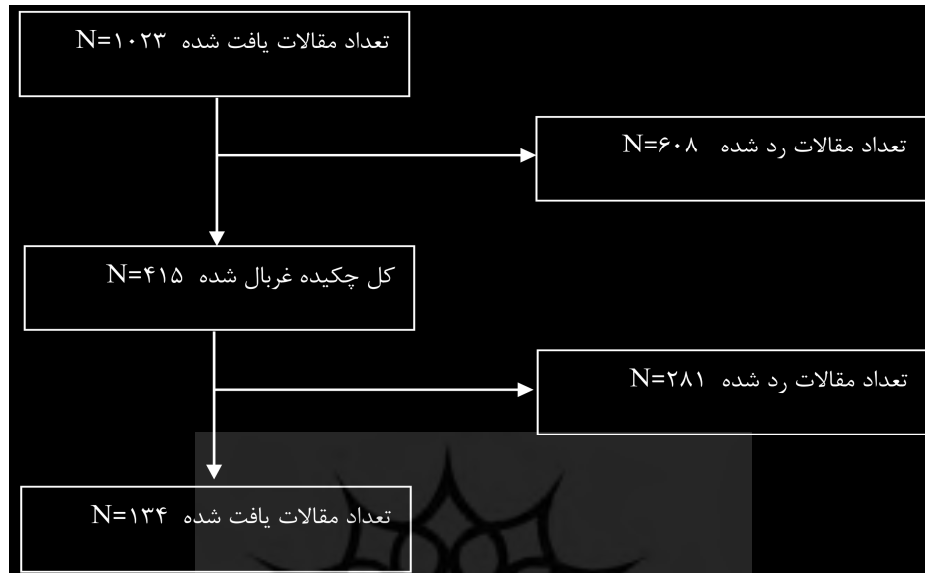 تعداد مقالات یافت شده N=۱۰۲۳
تعداد مقالات رد شده N=۶۰۸
کل چکیده غربال شده N=۴۱۵
تعداد مقالات رد شده N=۲۸۱
تعداد مقالات یافت شده N=۱۳۴